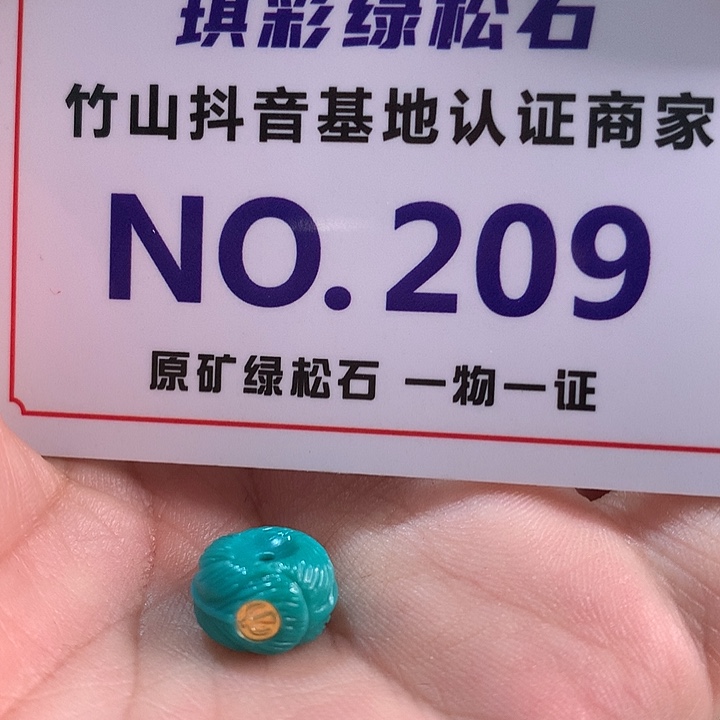 琪彩绿松石
竹山抖音基地认证商家
NO.209
原矿绿松石 一物一证